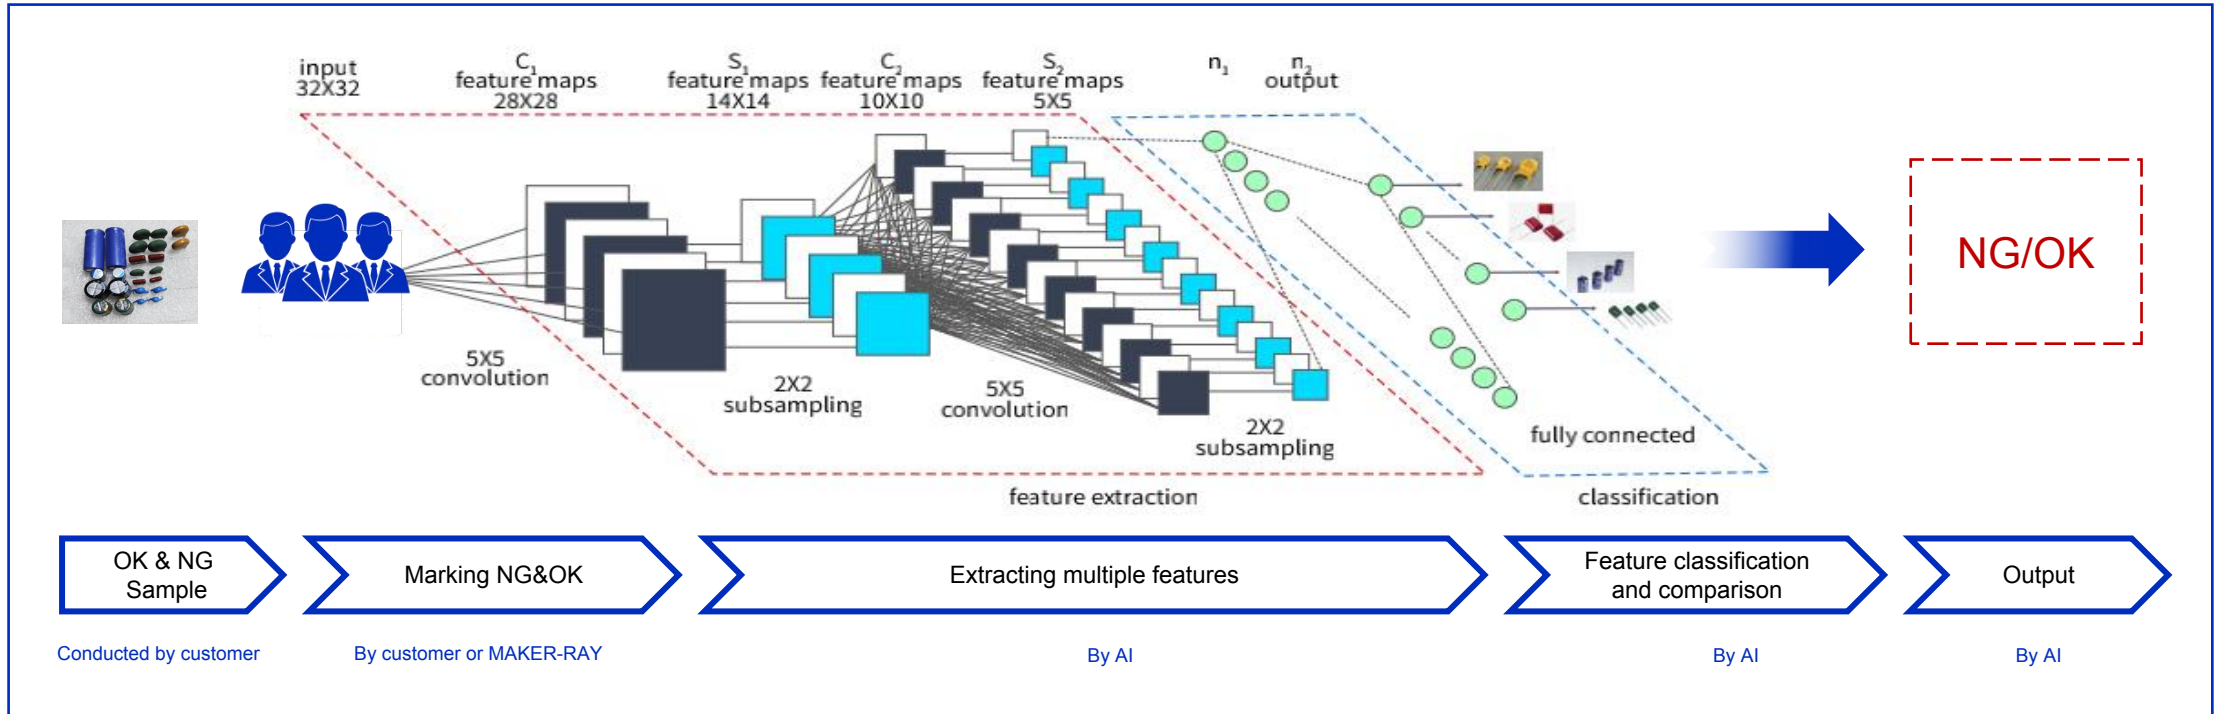 input
32X32
C1
feature maps
28X28
S1
feature maps
14X14
C2
feature maps
10X10
S2
feature maps
5X5
n1
n2
output
5X5
convolution
2X2
subsampling
5X5
convolution
2X2
subsampling
fully connected
feature extraction
classification
NG/OK
OK & NG
Sample
Marking NG&OK
Extracting multiple features
Feature classification
and comparison
Output
Conducted by customer
By customer or MAKER-RAY
By AI
By AI
By AI